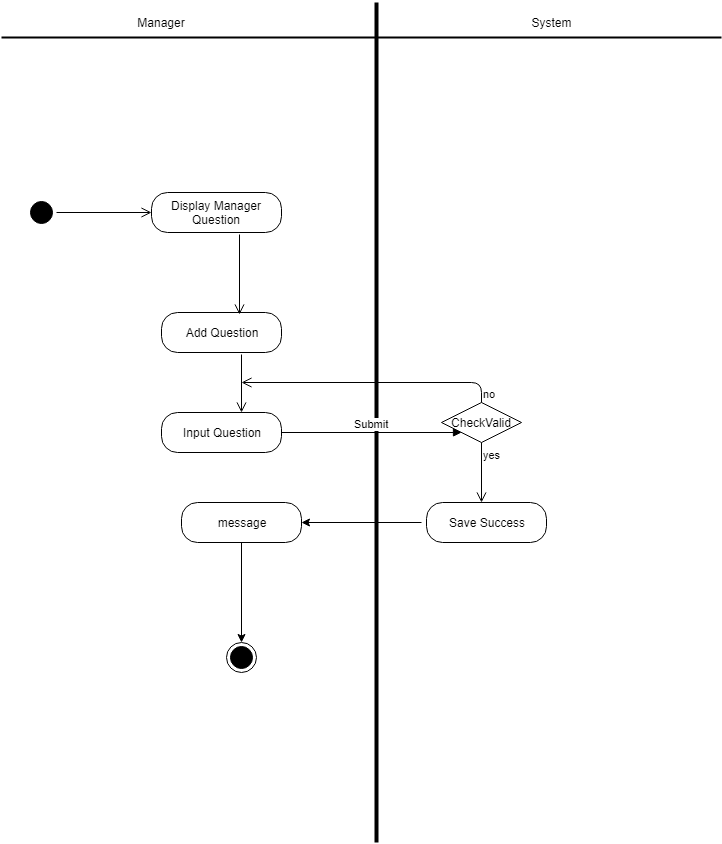 Manager
System
Display Manager
Question
Add Question
no
CheckValid
Submit
Input Question
yes
message
Save Success